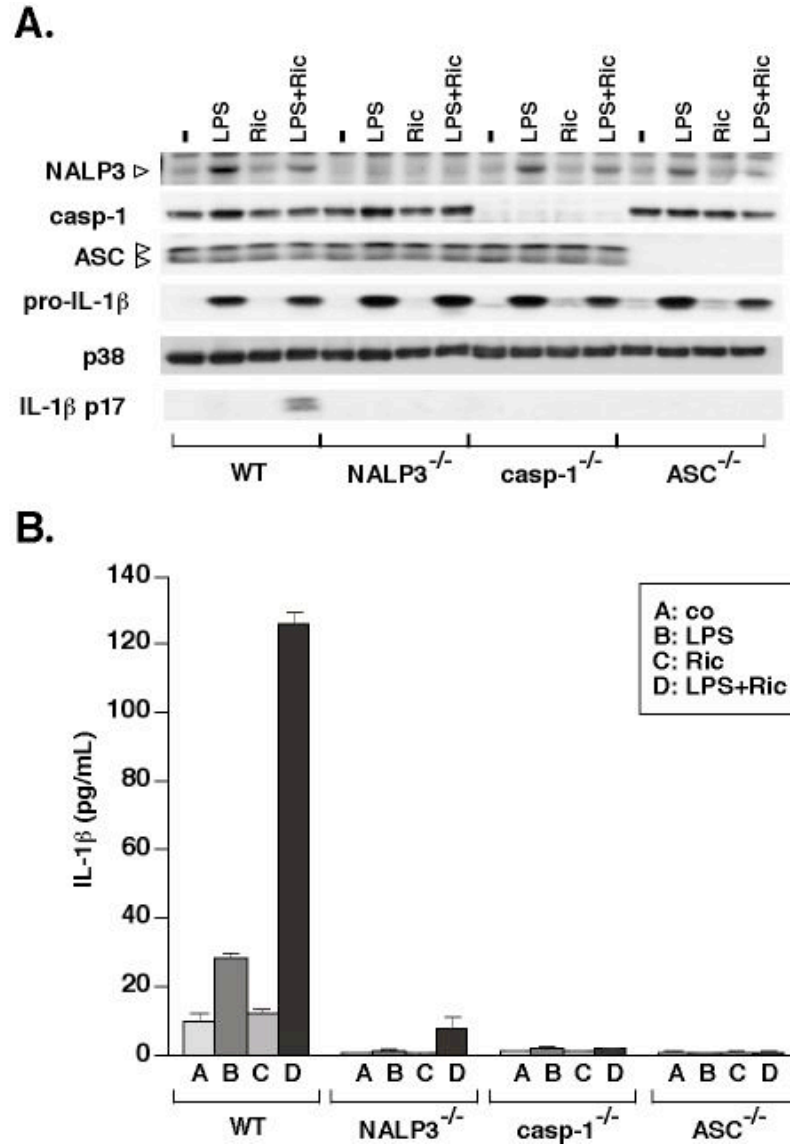 A.
- LPS Ric LPS+Ric - LPS Ric LPS+Ric - LPS Ric LPS+Ric - LPS Ric LPS+Ric
NALP3
casp-1
ASC
pro-IL-1β
p38
IL-1β p17
WT NALP3-/- casp-1-/- ASC-/-
B.
140
120
100
80
60
40
20
0
IL-1β (pg/mL)
A: co
B: LPS
C: Ric
D: LPS+Ric
A B C D A B C D A B C D A B C D
WT NALP3-/- casp-1-/- ASC-/-